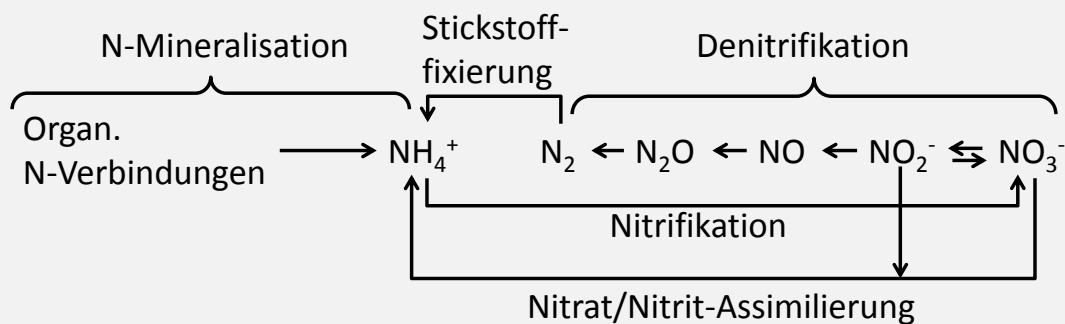 N-Mineralisation
Stickstoff-
fixierung
Denitrifikation
Organ.
N-Verbindungen
NH₄⁺ N₂ N₂O NO NO₂⁻ NO₃⁻
Nitrifikation
Nitrat/Nitrit-Assimilierung